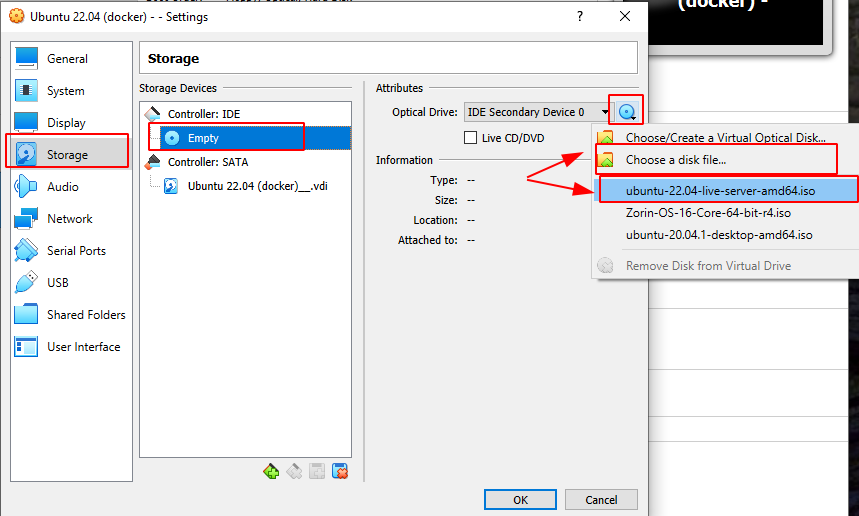 (docker) -
Ubuntu 22.04 (docker) - - Settings
?
General
System
Display
Storage
Audio
Network
Serial Ports
USB
Shared Folders
User Interface
Storage
Storage Devices
Controller: IDE
Empty
Controller: SATA
Ubuntu 22.04 (docker)__.vdi
Attributes
Optical Drive: IDE Secondary Device 0
Live CD/DVD
Information
Type: --
Size: --
Location: --
Attached to: --
Choose/Create a Virtual Optical Disk...
Choose a disk file...
ubuntu-22.04-live-server-amd64.iso
Zorin-OS-16-Core-64-bit-r4.iso
ubuntu-20.04.1-desktop-amd64.iso
Remove Disk from Virtual Drive
OK
Cancel